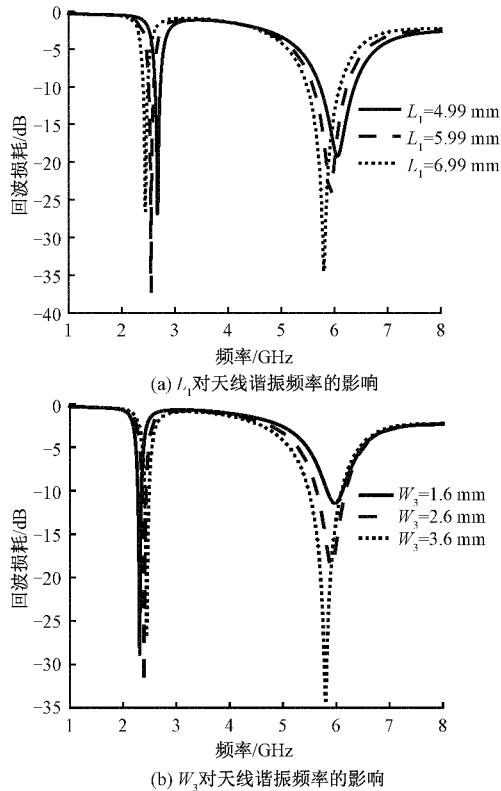 0
−5
−10
−15
−20
−25
−30
−35
−40
回波损耗/dB
L1=4.99 mm
L1=5.99 mm
L1=6.99 mm
1 2 3 4 5 6 7 8
频率/GHz
(a) L1对天线谐振频率的影响
0
−5
−10
−15
−20
−25
−30
−35
回波损耗/dB
W3=1.6 mm
W3=2.6 mm
W3=3.6 mm
1 2 3 4 5 6 7 8
频率/GHz
(b) W3对天线谐振频率的影响